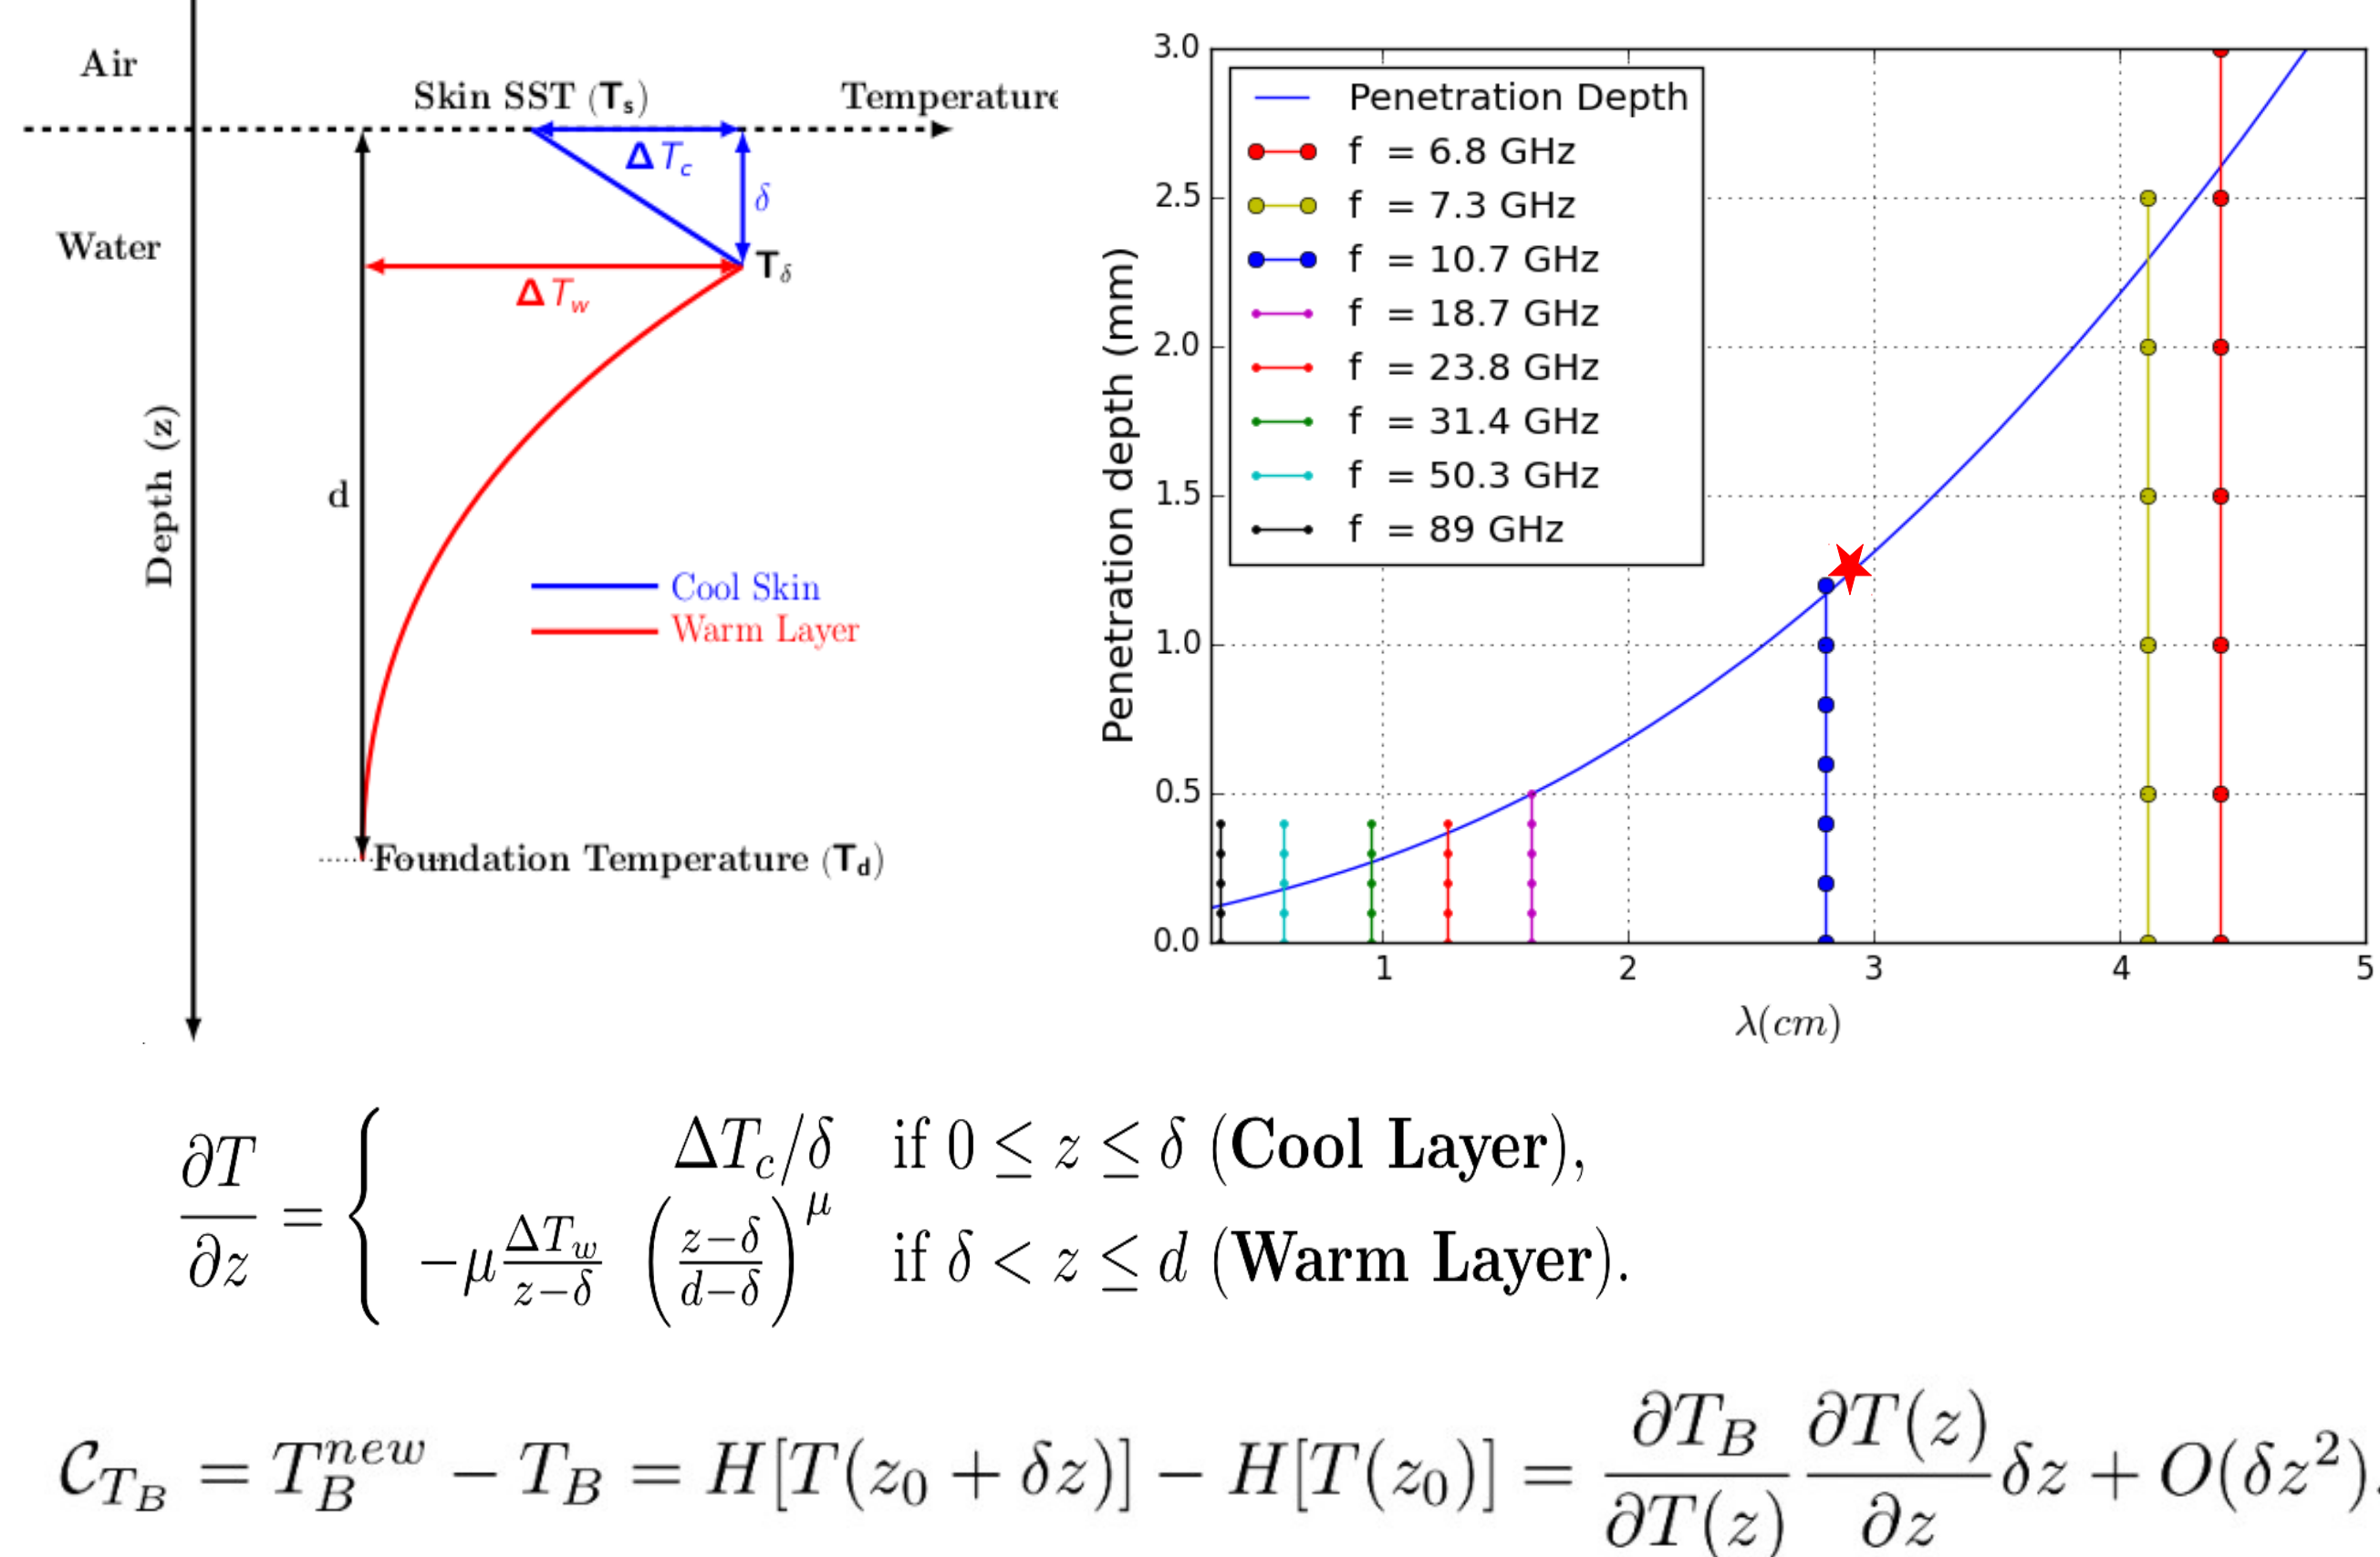 Air
Skin SST (Tₛ)
Temperature
ΔT_c
δ
Water
T_δ
ΔT_w
Depth (z)
d
Cool Skin
Warm Layer
Foundation Temperature (T_d)
3.0
2.5
2.0
1.5
1.0
0.5
0.0
Penetration depth (mm)
Penetration Depth
f = 6.8 GHz
f = 7.3 GHz
f = 10.7 GHz
f = 18.7 GHz
f = 23.8 GHz
f = 31.4 GHz
f = 50.3 GHz
f = 89 GHz
1 2 3 4 5
λ(cm)
∂T/∂z = { ΔT_c/δ if 0 ≤ z ≤ δ (Cool Layer),
−μ ΔT_w/(z−δ) ((z−δ)/(d−δ))^μ if δ < z ≤ d (Warm Layer).
C_{T_B} = T_B^{new} − T_B = H[T(z₀ + δz)] − H[T(z₀)] = ∂T_B/∂T(z) ∂T(z)/∂z δz + O(δz²).